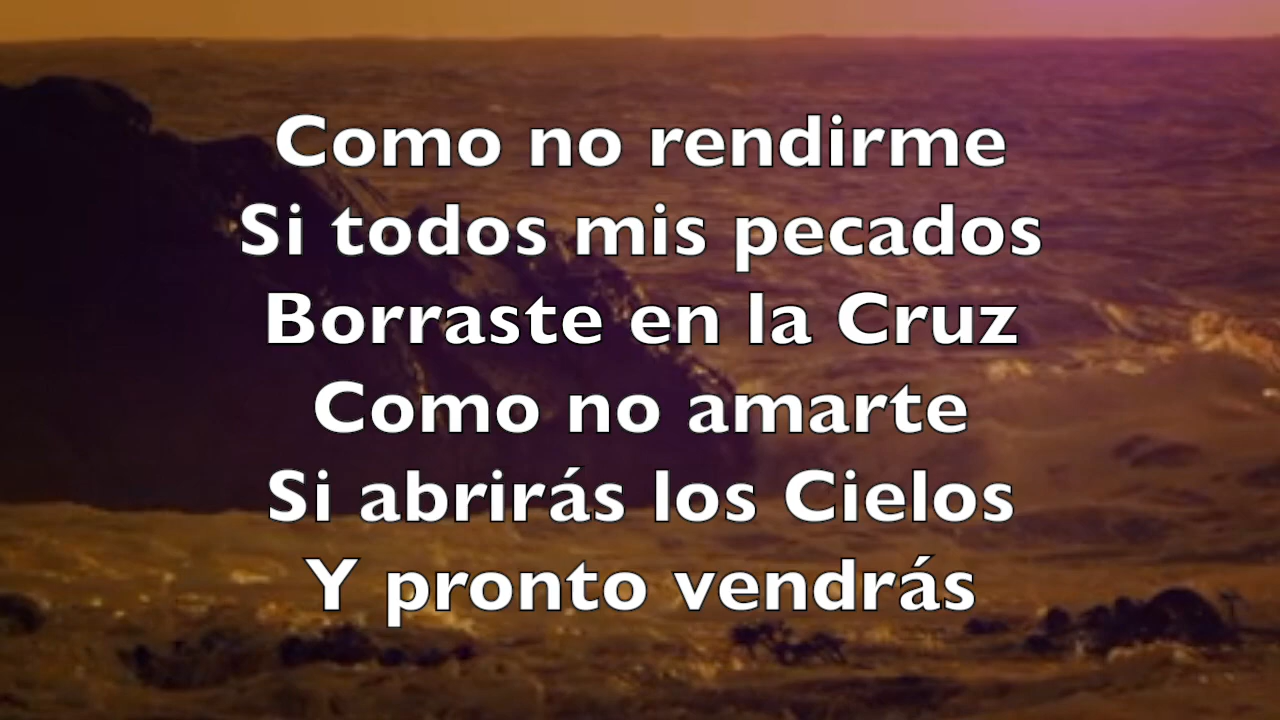 Como no rendirme
Si todos mis pecados
Borraste en la Cruz
Como no amarte
Si abrirás los Cielos
Y pronto vendrás